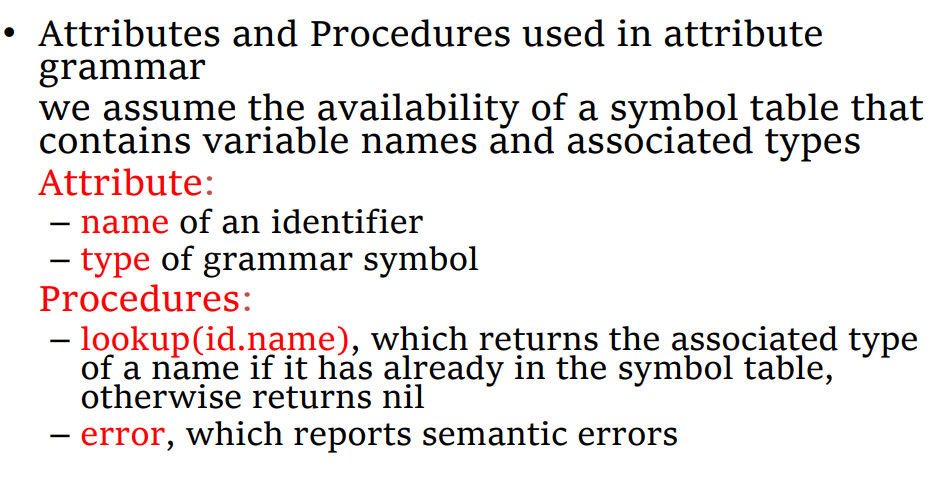 • Attributes and Procedures used in attribute
grammar
we assume the availability of a symbol table that
contains variable names and associated types
Attribute:
– name of an identifier
– type of grammar symbol
Procedures:
– lookup(id.name), which returns the associated type
of a name if it has already in the symbol table,
otherwise returns nil
– error, which reports semantic errors